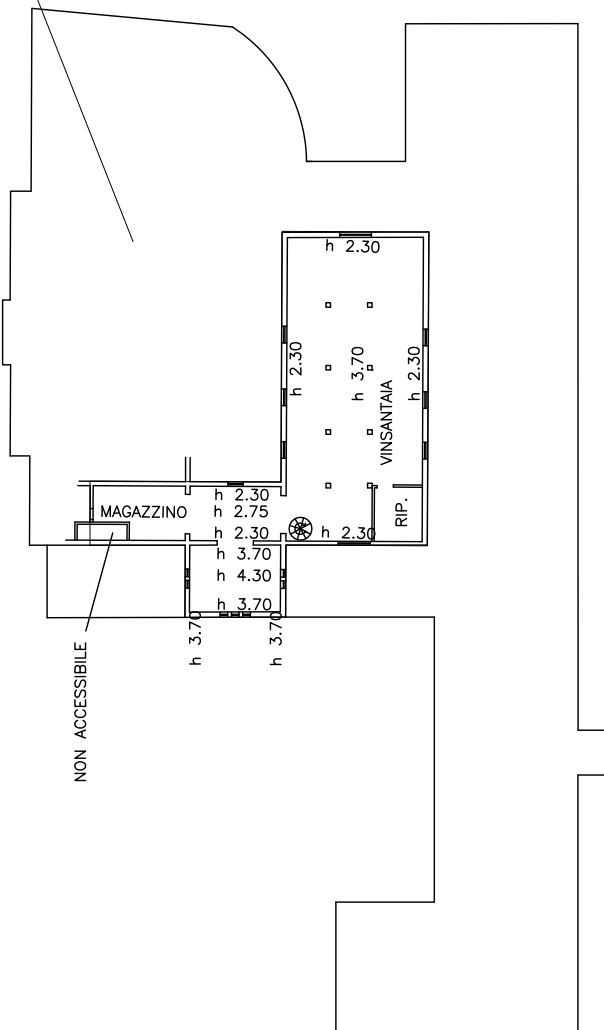 h 2.30
h 2.30
h 3.70
h 2.30
VINSANTAIA
MAGAZZINO
h 2.30
h 2.75
h 2.30
h 2.30
RIP.
h 3.70
h 4.30
h 3.70
h 3.70
h 3.70
NON ACCESSIBILE